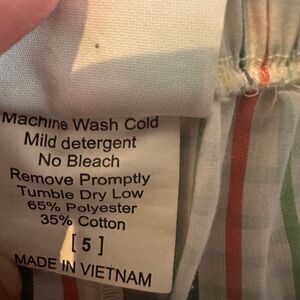 Machine Wash Cold
Mild detergent
No Bleach
Remove Promptly
Tumble Dry Low
65% Polyester
35% Cotton
[ 5 ]
MADE IN VIETNAM